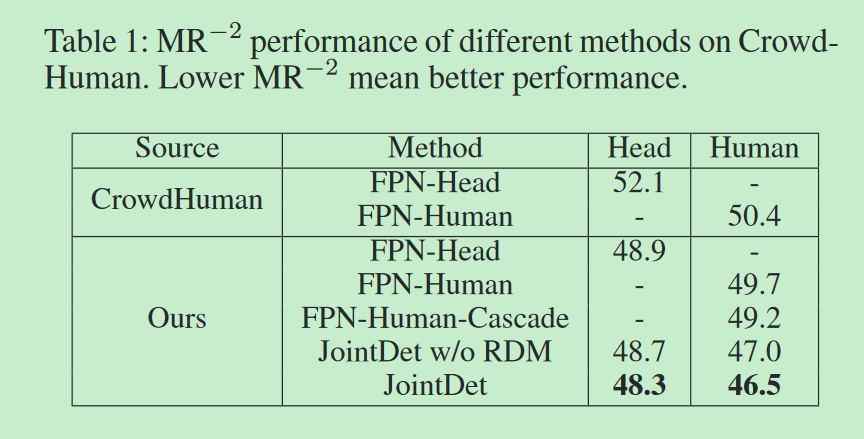 Table 1: MR−2 performance of different methods on Crowd-
Human. Lower MR−2 mean better performance.
Source Method Head Human
CrowdHuman FPN-Head 52.1 -
FPN-Human - 50.4
Ours FPN-Head 48.9 -
FPN-Human - 49.7
FPN-Human-Cascade - 49.2
JointDet w/o RDM 48.7 47.0
JointDet 48.3 46.5